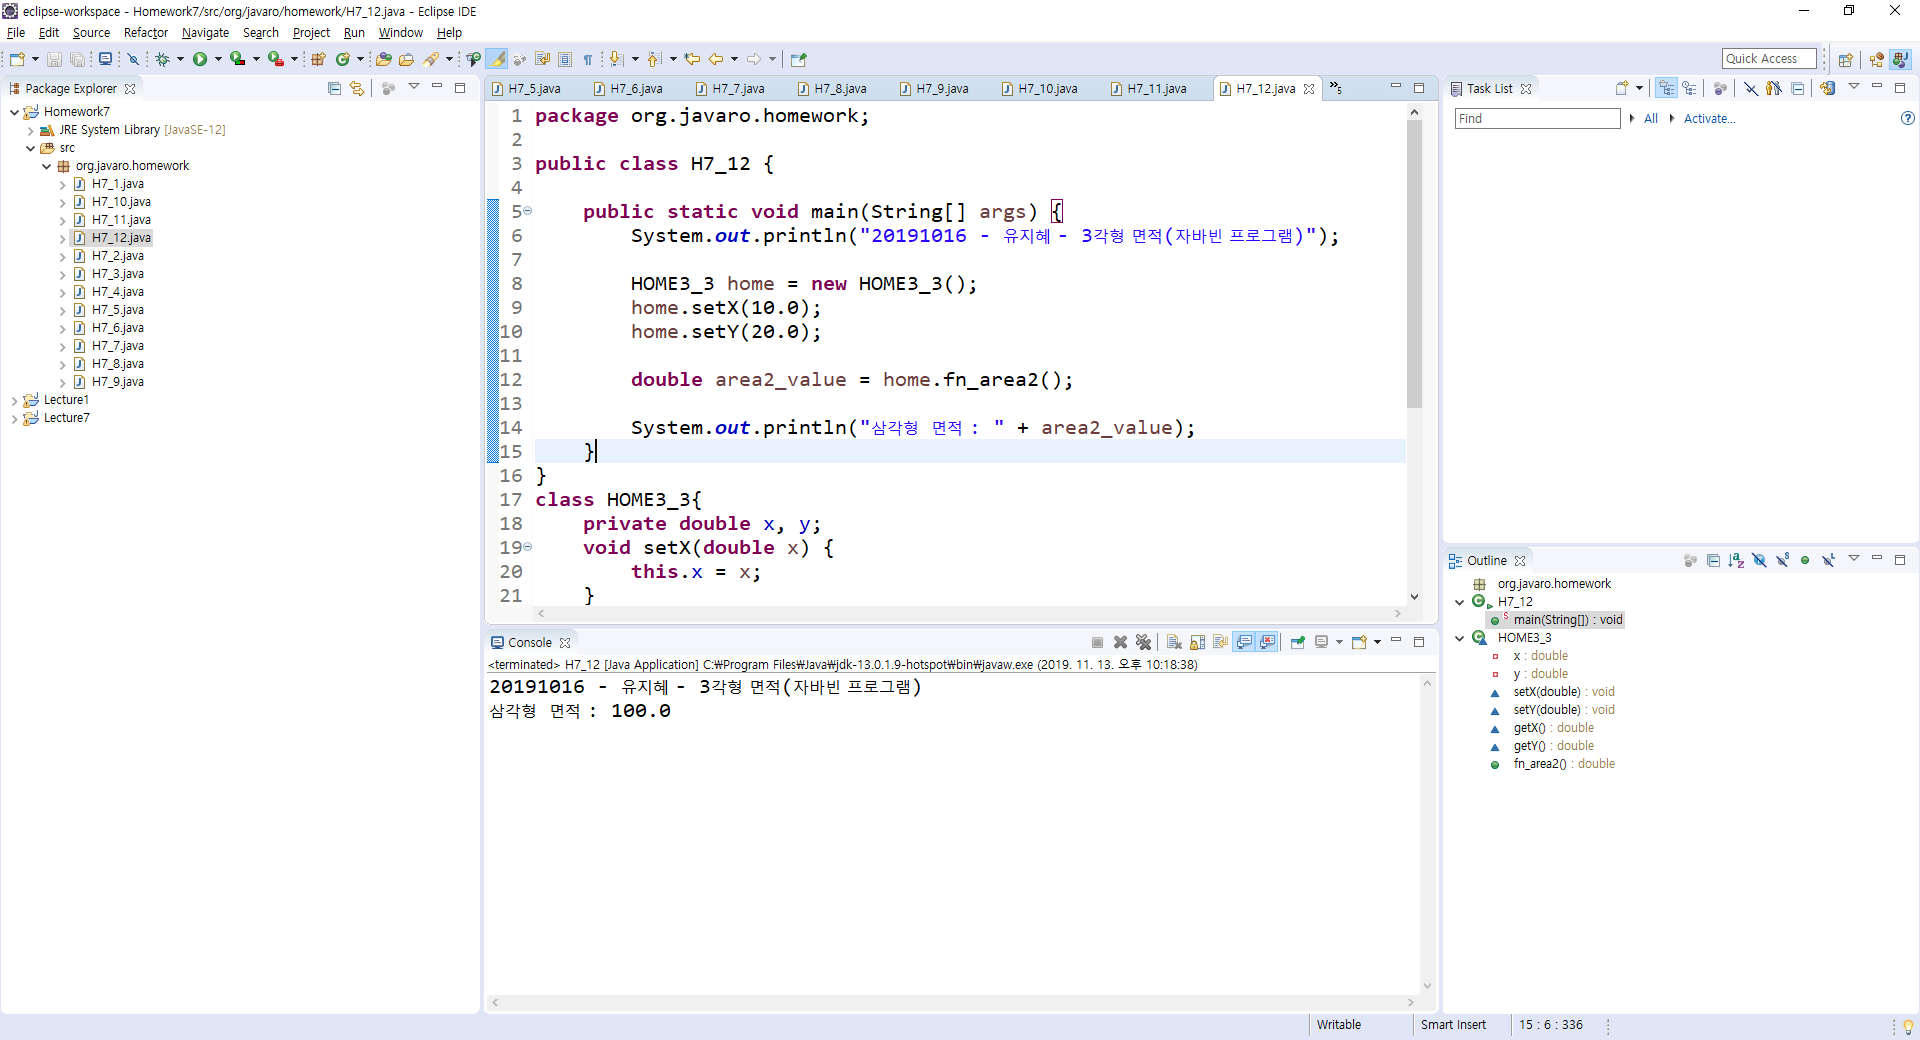 eclipse-workspace - Homework7/src/org/javaro/homework/H7_12.java - Eclipse IDE
File Edit Source Refactor Navigate Search Project Run Window Help
Quick Access
Package Explorer
Homework7
JRE System Library [JavaSE-12]
src
org.javaro.homework
H7_1.java
H7_10.java
H7_11.java
H7_12.java
H7_2.java
H7_3.java
H7_4.java
H7_5.java
H7_6.java
H7_7.java
H7_8.java
H7_9.java
Lecture1
Lecture7
H7_5.java H7_6.java H7_7.java H7_8.java H7_9.java H7_10.java H7_11.java H7_12.java »5
1 package org.javaro.homework;
2
3 public class H7_12 {
4
5 public static void main(String[] args) {
6 System.out.println("20191016 - 유지혜 - 3각형 면적(자바빈 프로그램)");
7
8 HOME3_3 home = new HOME3_3();
9 home.setX(10.0);
10 home.setY(20.0);
11
12 double area2_value = home.fn_area2();
13
14 System.out.println("삼각형 면적 : " + area2_value);
15 }
16 }
17 class HOME3_3{
18 private double x, y;
19 void setX(double x) {
20 this.x = x;
21 }
Console
<terminated> H7_12 [Java Application] C:₩Program Files₩Java₩jdk-13.0.1.9-hotspot₩bin₩javaw.exe (2019. 11. 13. 오후 10:18:38)
20191016 - 유지혜 - 3각형 면적(자바빈 프로그램)
삼각형 면적 : 100.0
Task List
Find All Activate...
Outline
org.javaro.homework
H7_12
main(String[]) : void
HOME3_3
x : double
y : double
setX(double) : void
setY(double) : void
getX() : double
getY() : double
fn_area2() : double
Writable Smart Insert 15 : 6 : 336